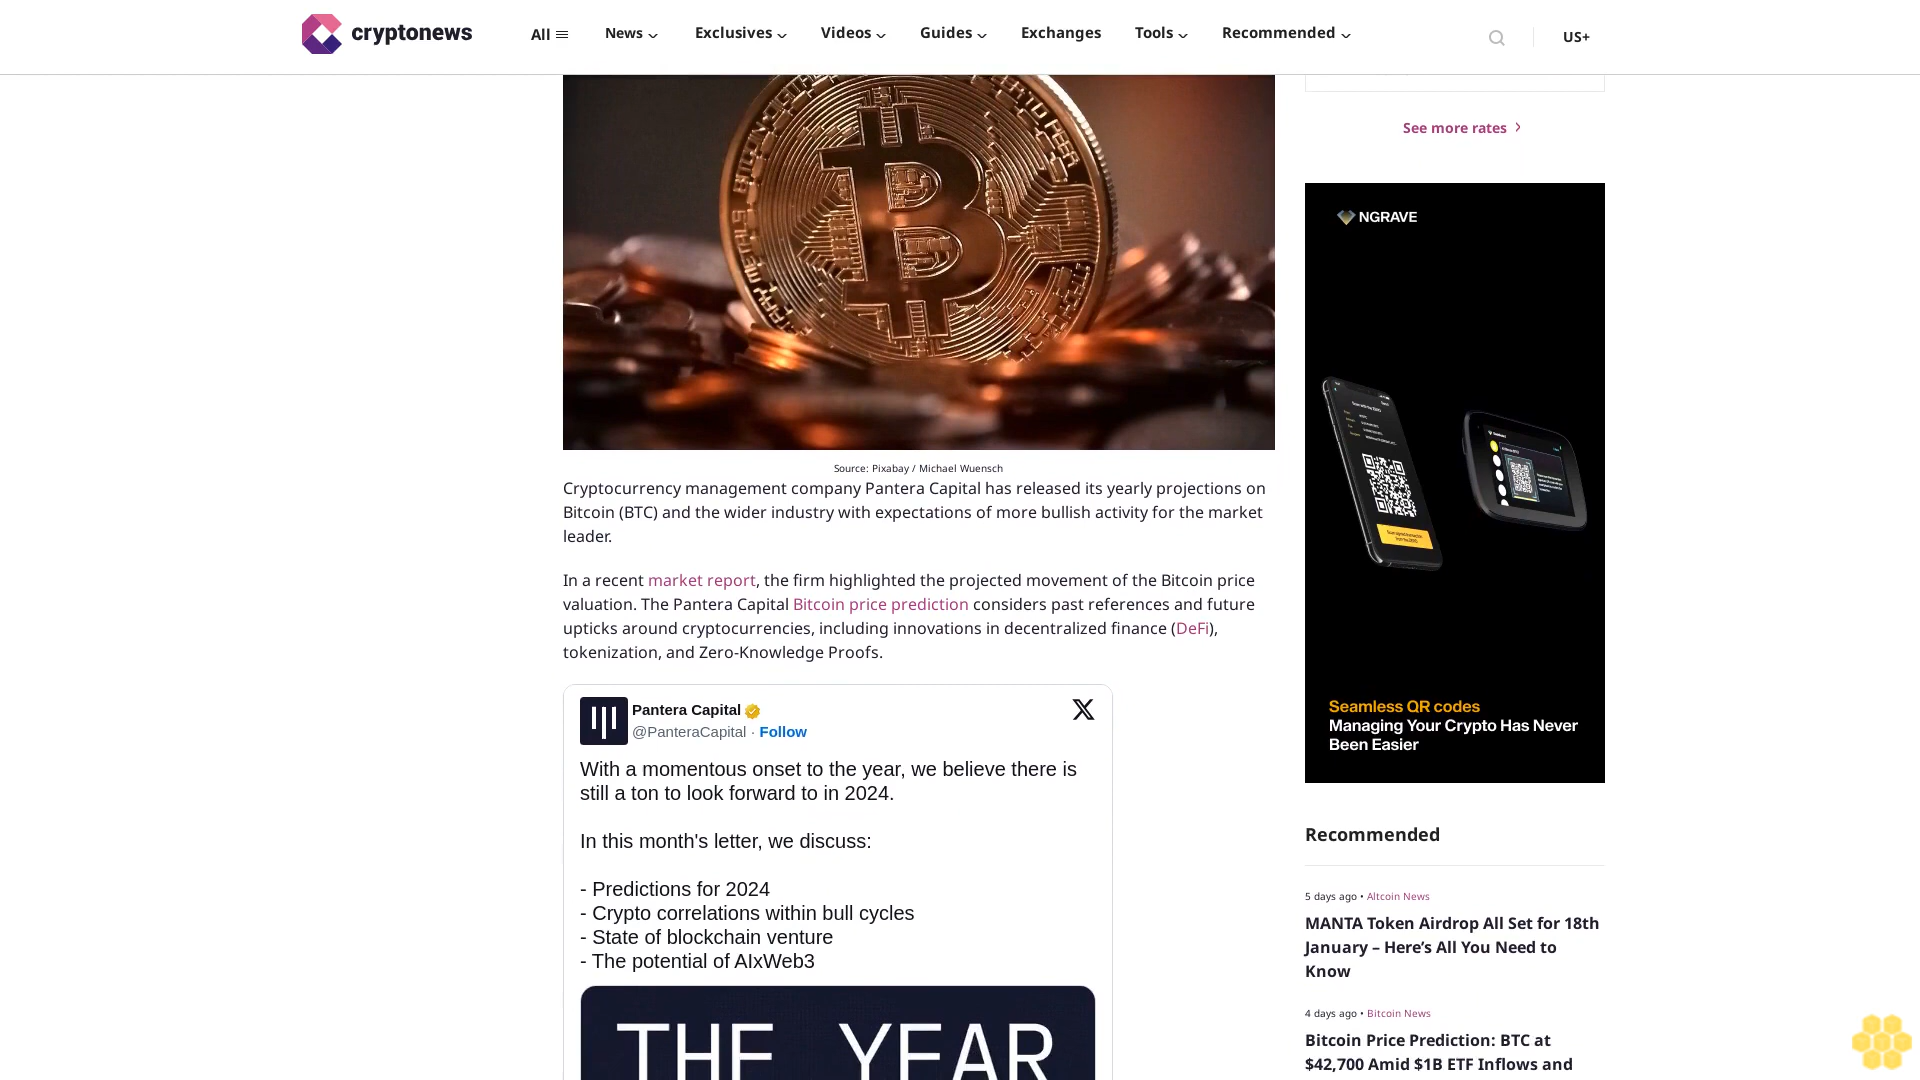 cryptonews
All
News
Exclusives
Videos
Guides
Exchanges
Tools
Recommended
US+
See more rates
Source: Pixabay / Michael Wuensch
Cryptocurrency management company Pantera Capital has released its yearly projections on
Bitcoin (BTC) and the wider industry with expectations of more bullish activity for the market
leader.
In a recent market report, the firm highlighted the projected movement of the Bitcoin price
valuation. The Pantera Capital Bitcoin price prediction considers past references and future
upticks around cryptocurrencies, including innovations in decentralized finance (DeFi),
tokenization, and Zero-Knowledge Proofs.
Pantera Capital
@PanteraCapital · Follow
With a momentous onset to the year, we believe there is
still a ton to look forward to in 2024.
In this month's letter, we discuss:
- Predictions for 2024
- Crypto correlations within bull cycles
- State of blockchain venture
- The potential of AIxWeb3
THE YEAR
NGRAVE
Seamless QR codes
Managing Your Crypto Has Never
Been Easier
Recommended
5 days ago • Altcoin News
MANTA Token Airdrop All Set for 18th
January – Here’s All You Need to
Know
4 days ago • Bitcoin News
Bitcoin Price Prediction: BTC at
$42,700 Amid $1B ETF Inflows and